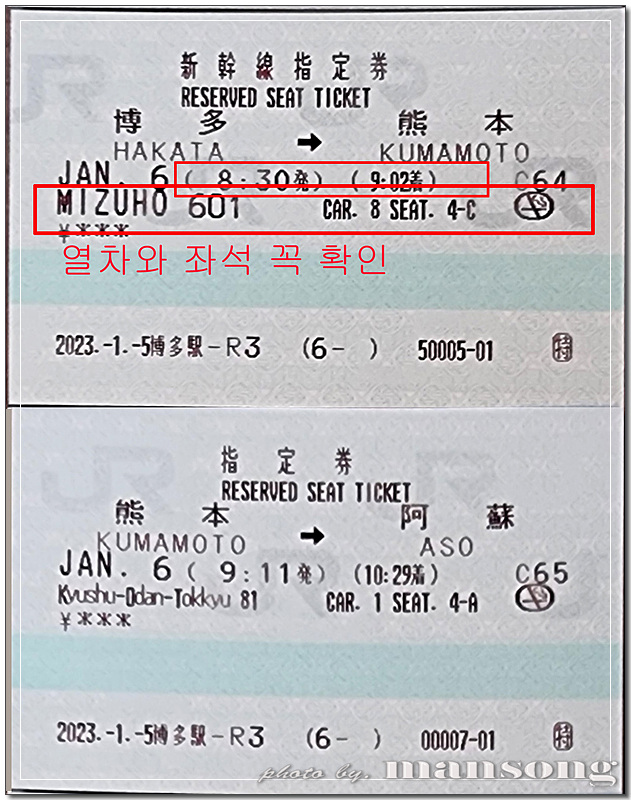 新幹線指定券
RESERVED SEAT TICKET
博多 → 熊本
HAKATA KUMAMOTO
JAN. 6 ( 8:30発) ( 9:02着) C64
MIZUHO 601 CAR. 8 SEAT. 4-C
¥***
열차와 좌석 꼭 확인
2023.-1.-5博多駅-R3 (6- ) 50005-01 特
指定券
RESERVED SEAT TICKET
熊本 → 阿蘇
KUMAMOTO ASO
JAN. 6 ( 9:11発) (10:29着) C65
Kyushu-Odan-Tokkyu 81 CAR. 1 SEAT. 4-A
¥***
2023.-1.-5博多駅-R3 (6- ) 00007-01 特
photo by. mansong